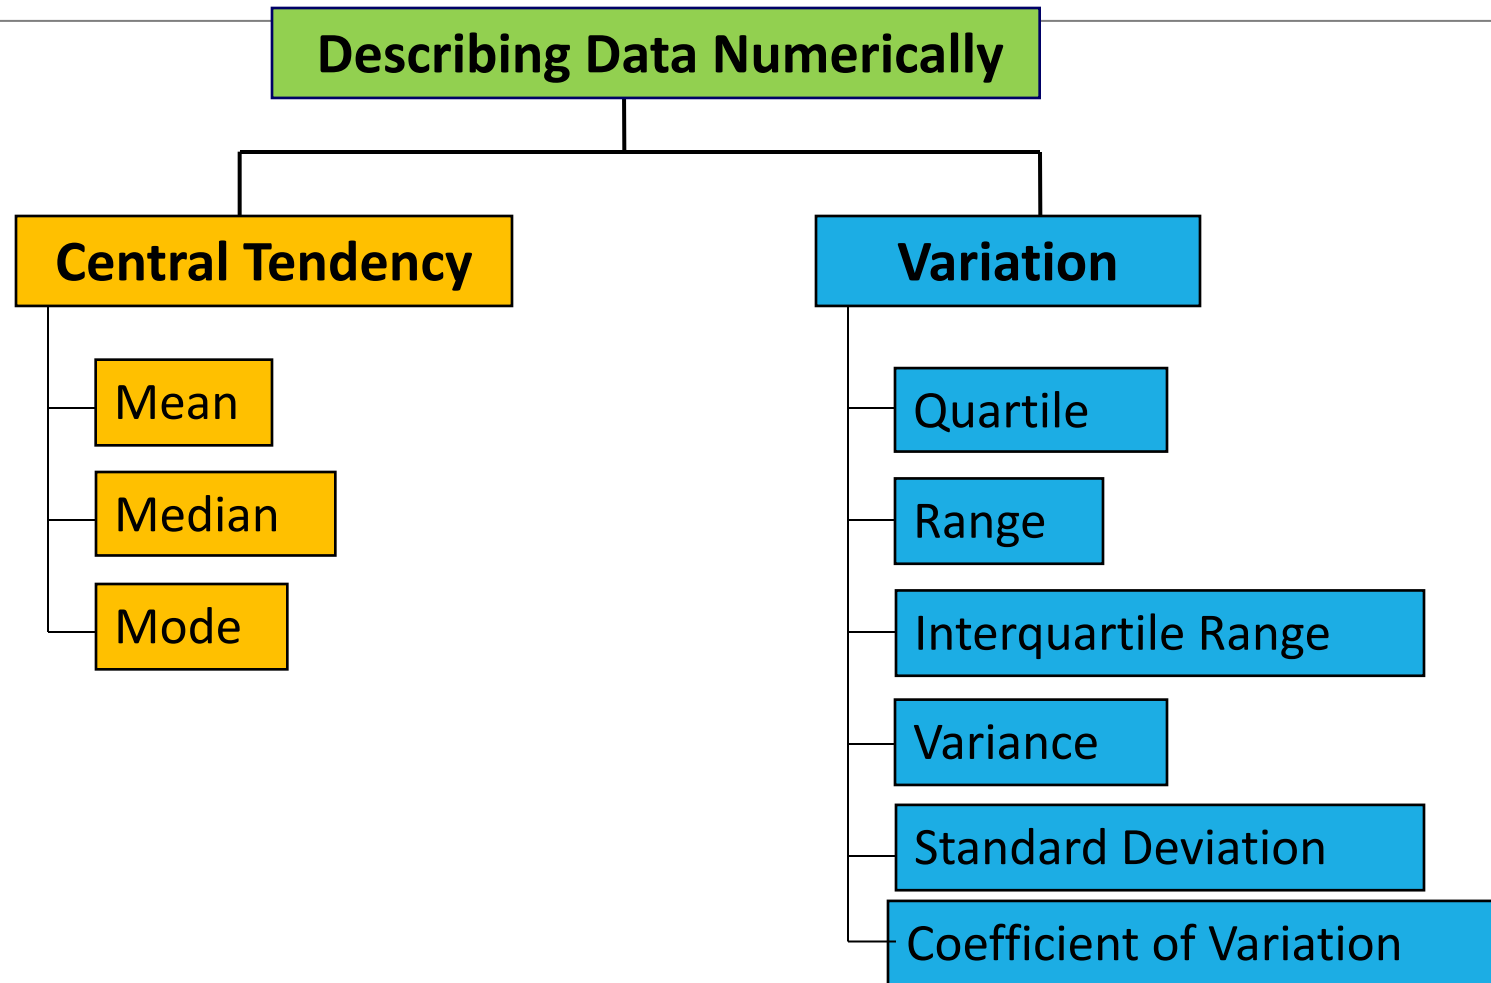 Describing Data Numerically
Central Tendency
Mean
Median
Mode
Variation
Quartile
Range
Interquartile Range
Variance
Standard Deviation
Coefficient of Variation